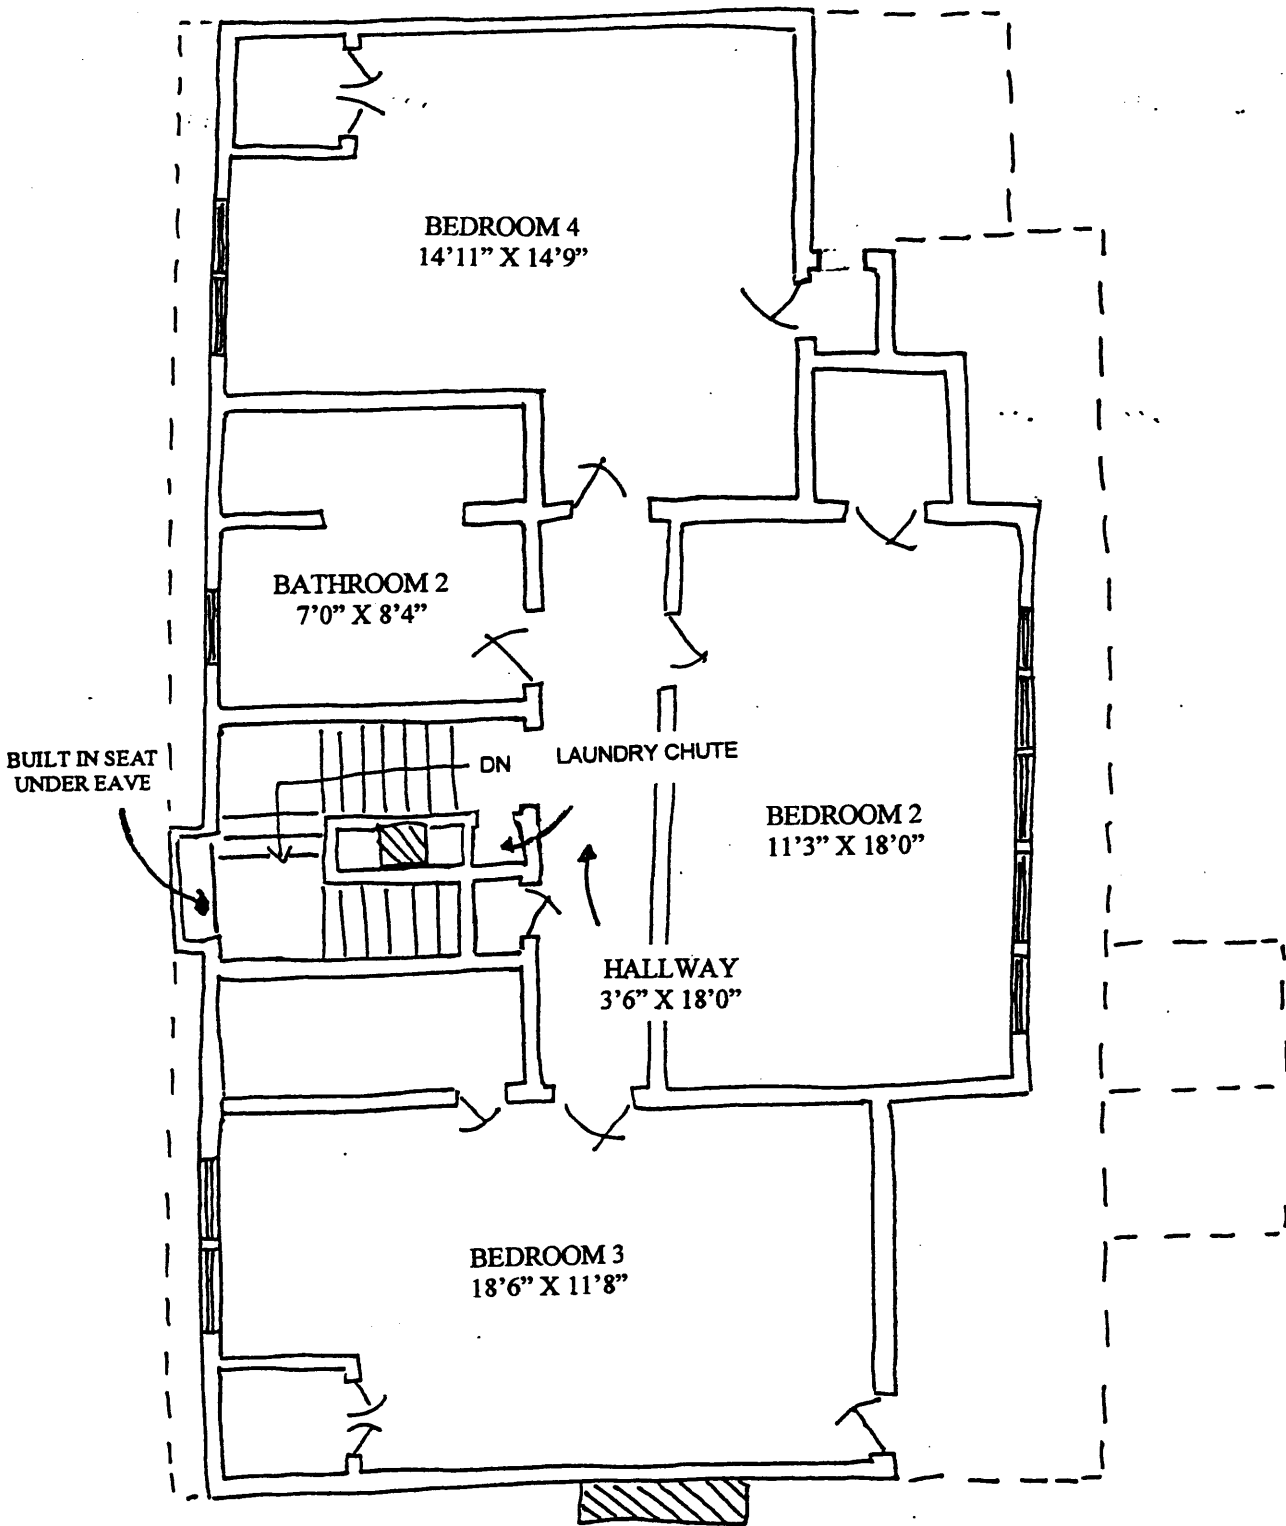 BEDROOM 4
14’11” X 14’9”
BATHROOM 2
7’0” X 8’4”
BUILT IN SEAT
UNDER EAVE
DN
LAUNDRY CHUTE
BEDROOM 2
11’3” X 18’0”
HALLWAY
3’6” X 18’0”
BEDROOM 3
18’6” X 11’8”